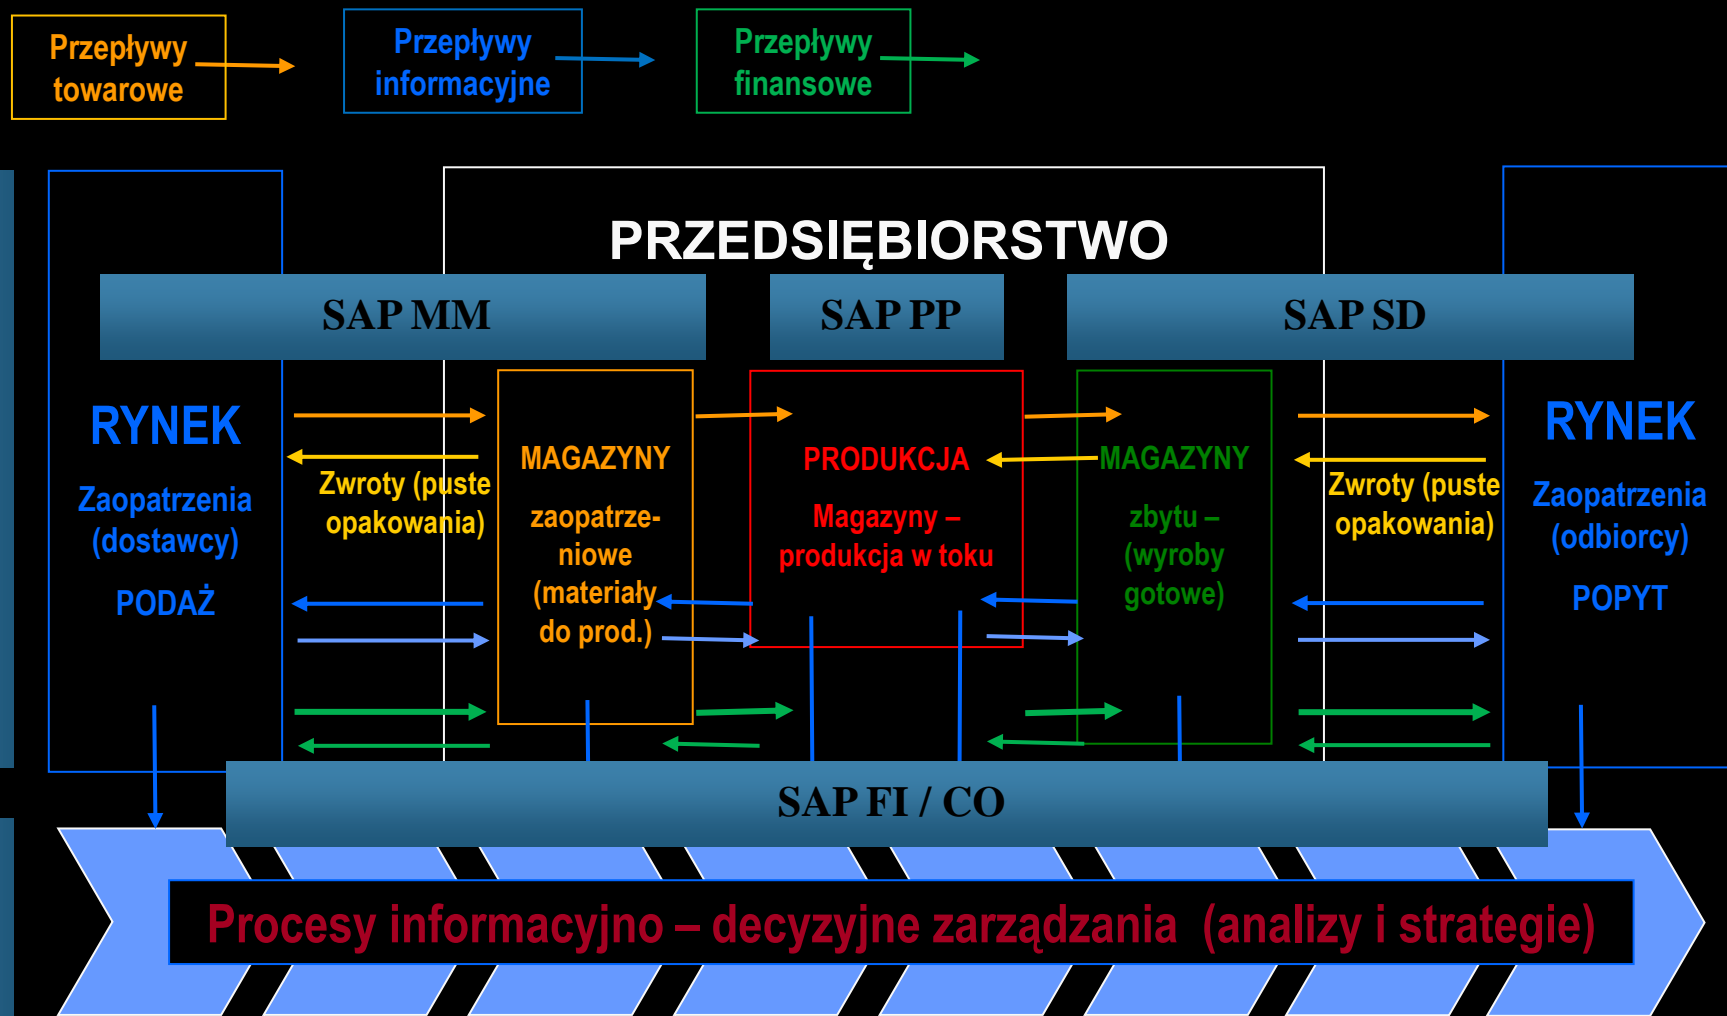 Przepływy
towarowe
Przepływy
informacyjne
Przepływy
finansowe
PRZEDSIĘBIORSTWO
SAP MM
SAP PP
SAP SD
RYNEK
Zaopatrzenia
(dostawcy)
PODAŻ
Zwroty (puste
opakowania)
MAGAZYNY
zaopatrze-
niowe
(materiały
do prod.)
PRODUKCJA
Magazyny –
produkcja w toku
MAGAZYNY
zbytu –
(wyroby
gotowe)
Zwroty (puste
opakowania)
RYNEK
Zaopatrzenia
(odbiorcy)
POPYT
SAP FI / CO
Procesy informacyjno – decyzyjne zarządzania (analizy i strategie)